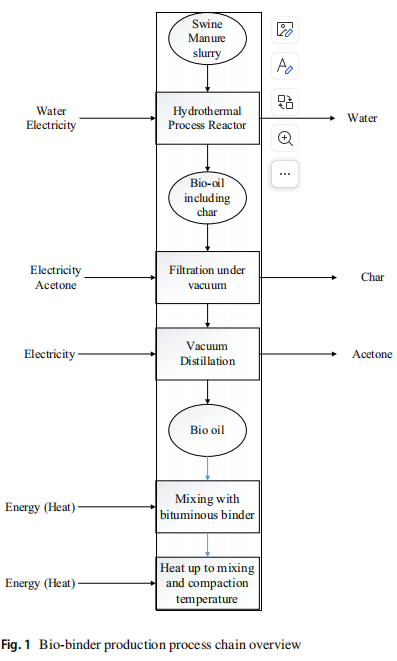 Swine
Manure
slurry
Water
Electricity
Hydrothermal
Process Reactor
Water
Bio-oil
including
char
Electricity
Acetone
Filtration under
vacuum
Char
Electricity
Vacuum
Distillation
Acetone
Bio oil
Energy (Heat)
Mixing with
bituminous binder
Energy (Heat)
Heat up to mixing
and compaction
temperature
Fig. 1 Bio-binder production process chain overview